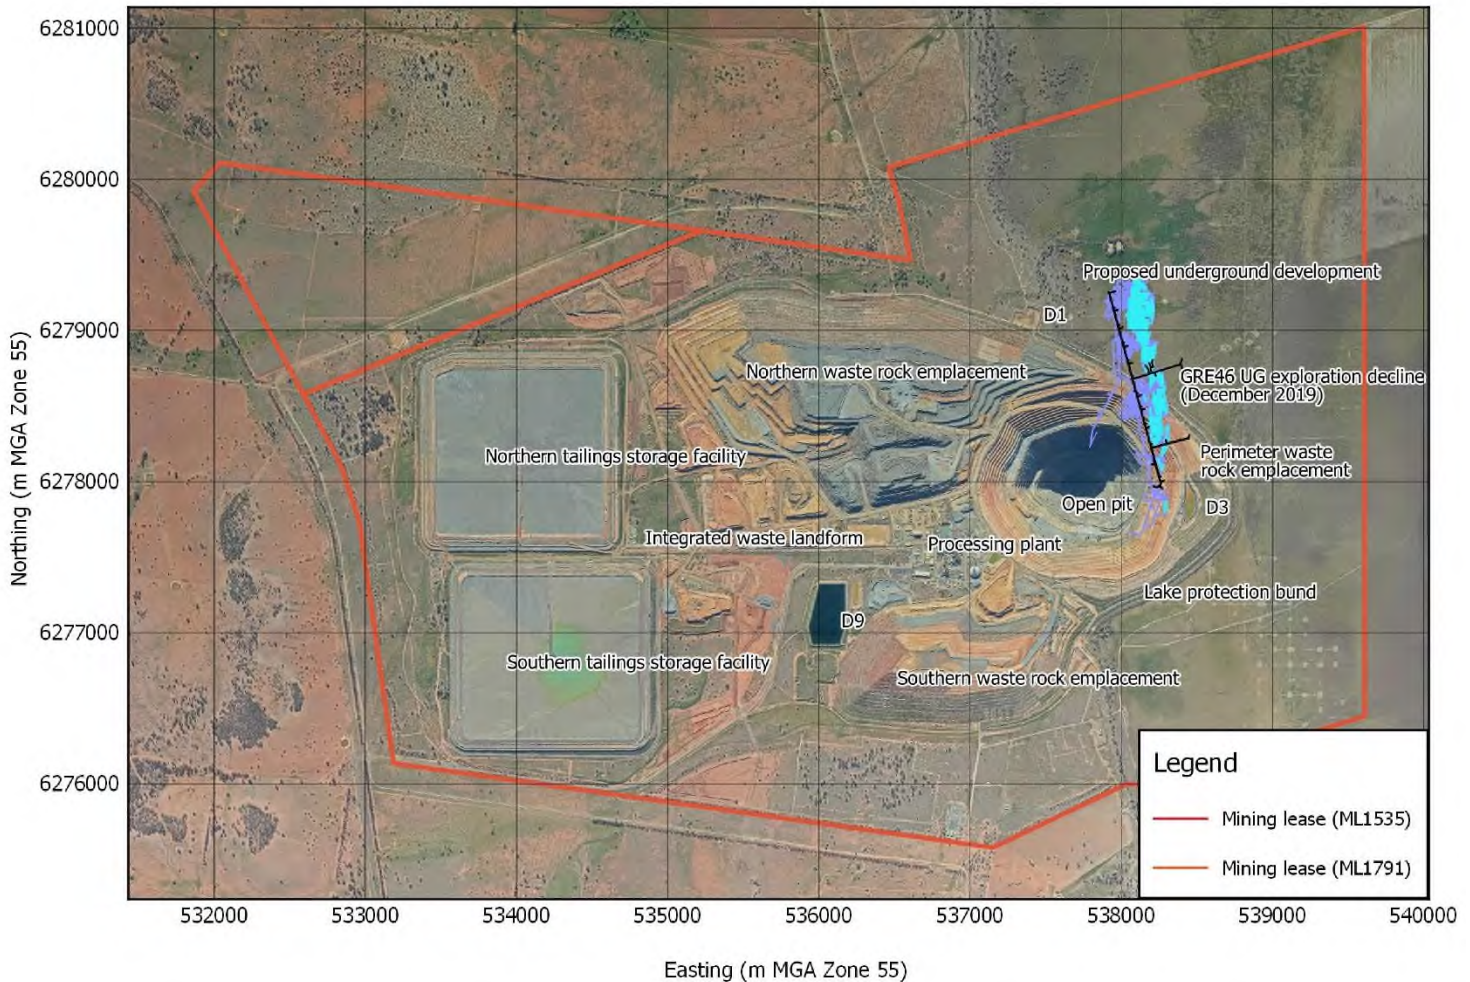 6281000
6280000
6279000
6278000
6277000
6276000
Northing (m MGA Zone 55)
Proposed underground development
D1
Northern waste rock emplacement
GRE46 UG exploration decline
(December 2019)
Northern tailings storage facility
Perimeter waste
rock emplacement
Open pit
D3
Integrated waste landform
Processing plant
Lake protection bund
D9
Southern tailings storage facility
Southern waste rock emplacement
Legend
Mining lease (ML1535)
Mining lease (ML1791)
532000
533000
534000
535000
536000
537000
538000
539000
540000
Easting (m MGA Zone 55)